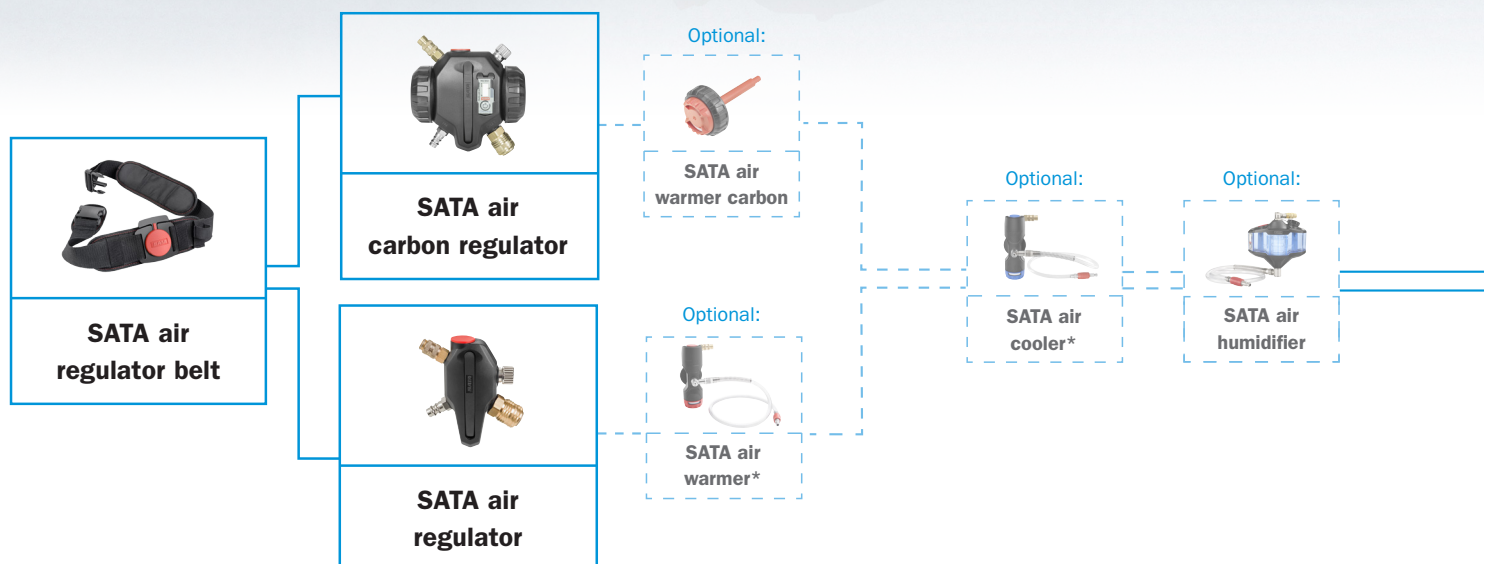 SATA air
regulator belt
SATA air
carbon regulator
SATA air
regulator
Optional:
SATA air
warmer carbon
Optional:
SATA air
warmer*
Optional:
SATA air
cooler*
Optional:
SATA air
humidifier